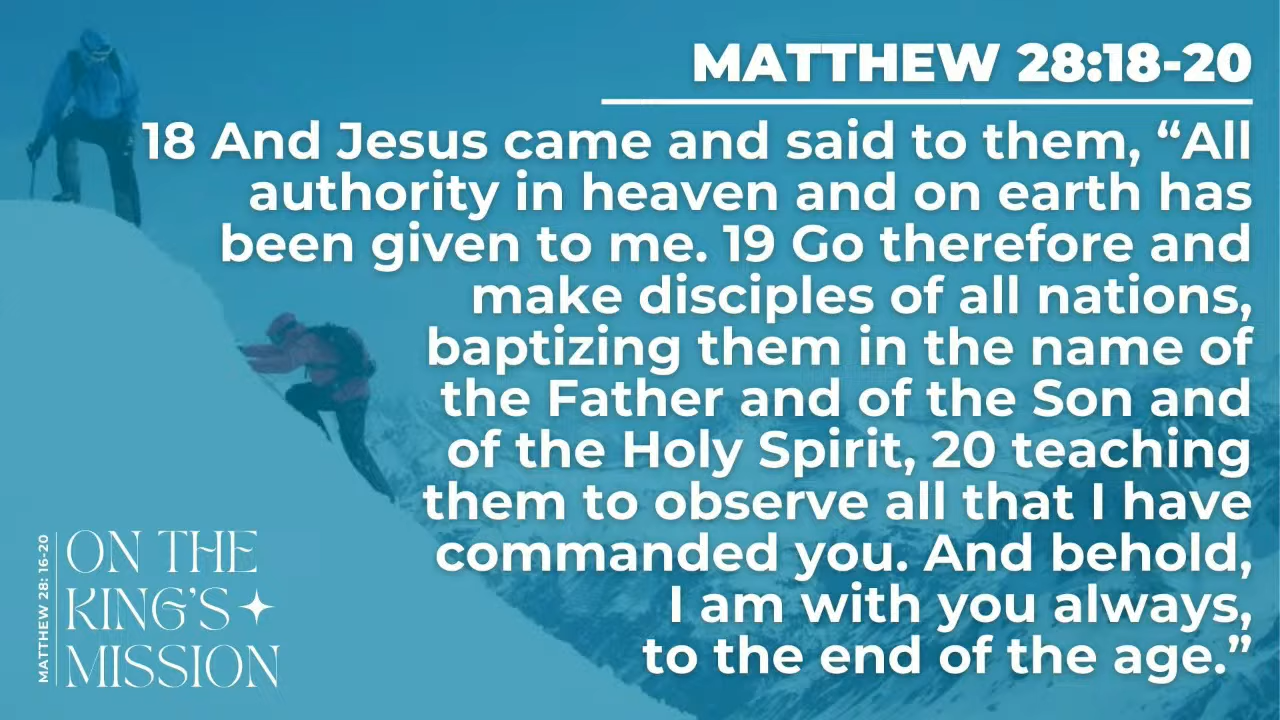 MATTHEW 28:18-20
18 And Jesus came and said to them, “All
authority in heaven and on earth has
been given to me. 19 Go therefore and
make disciples of all nations,
baptizing them in the name of
the Father and of the Son and
of the Holy Spirit, 20 teaching
them to observe all that I have
commanded you. And behold,
I am with you always,
to the end of the age.”
MATTHEW 28: 16-20
ON THE
KING'S
MISSION